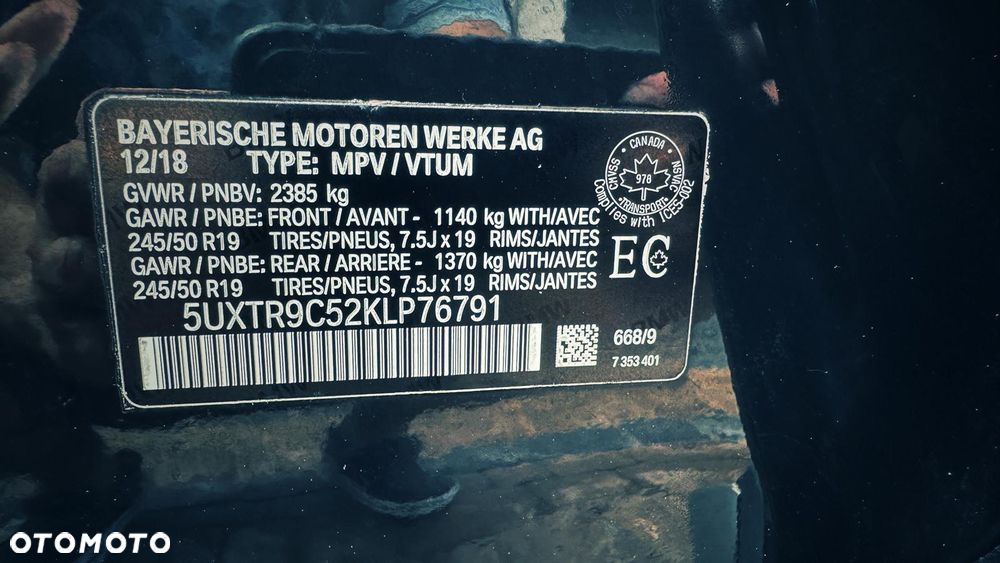 BAYERISCHE MOTOREN WERKE AG
12/18 TYPE: MPV / VTUM
GVWR / PNBV: 2385 kg
GAWR / PNBE: FRONT / AVANT - 1140 kg WITH/AVEC
245/50 R19 TIRES/PNEUS, 7.5J x 19 RIMS/JANTES
GAWR / PNBE: REAR / ARRIERE - 1370 kg WITH/AVEC
245/50 R19 TIRES/PNEUS, 7.5J x 19 RIMS/JANTES
5UXTR9C52KLP76791
CANADA
CMVSS
NSVAC
978
TRANSPORT
Complies with ICES-002
EC
668/9
7 353 401
OTOMOTO